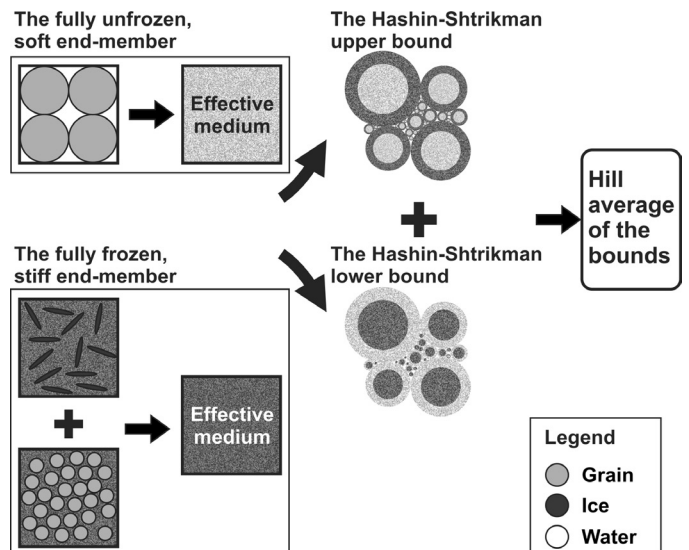 The fully unfrozen,
soft end-member
Effective
medium
The Hashin-Shtrikman
upper bound
The fully frozen,
stiff end-member
Effective
medium
The Hashin-Shtrikman
lower bound
Hill
average
of the
bounds
Legend
Grain
Ice
Water